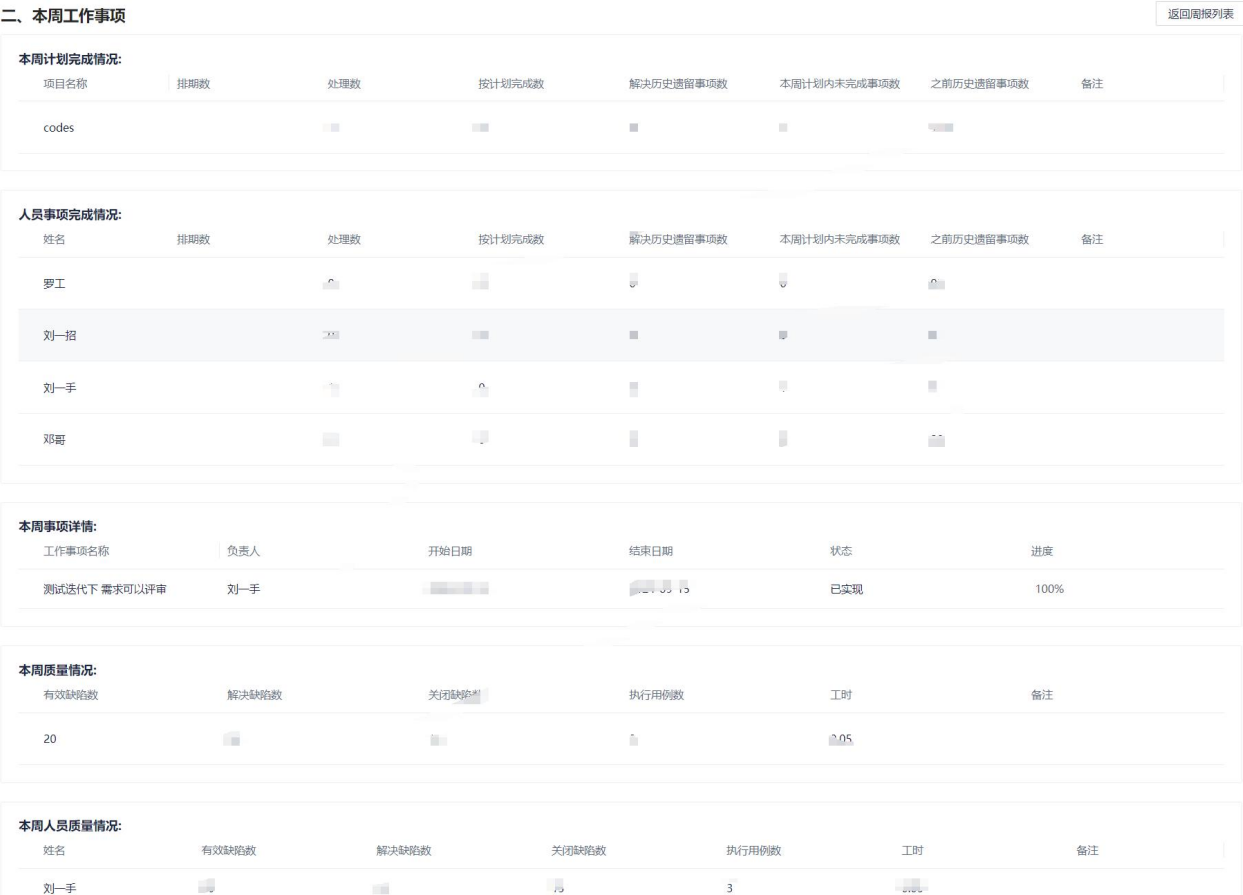 二、本周工作事项 返回周报列表
本周计划完成情况:
项目名称 排期数 处理数 按计划完成数 解决历史遗留事项数 本周计划内未完成事项数 之前历史遗留事项数 备注
codes
人员事项完成情况:
姓名 排期数 处理数 按计划完成数 解决历史遗留事项数 本周计划内未完成事项数 之前历史遗留事项数 备注
罗工
刘一招
刘一手
邓哥
本周事项详情:
工作事项名称 负责人 开始日期 结束日期 状态 进度
测试迭代下 需求可以评审 刘一手 已实现 100%
本周质量情况:
有效缺陷数 解决缺陷数 关闭缺陷数 执行用例数 工时 备注
20
本周人员质量情况:
姓名 有效缺陷数 解决缺陷数 关闭缺陷数 执行用例数 工时 备注
刘一手 3